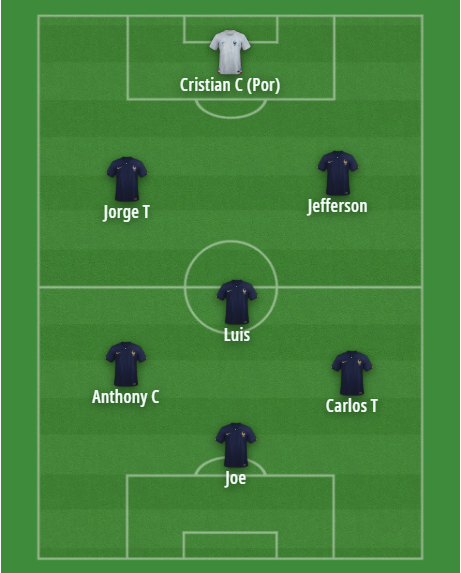 Cristian C (Por)
Jorge T
Jefferson
Luis
Anthony C
Carlos T
Joe